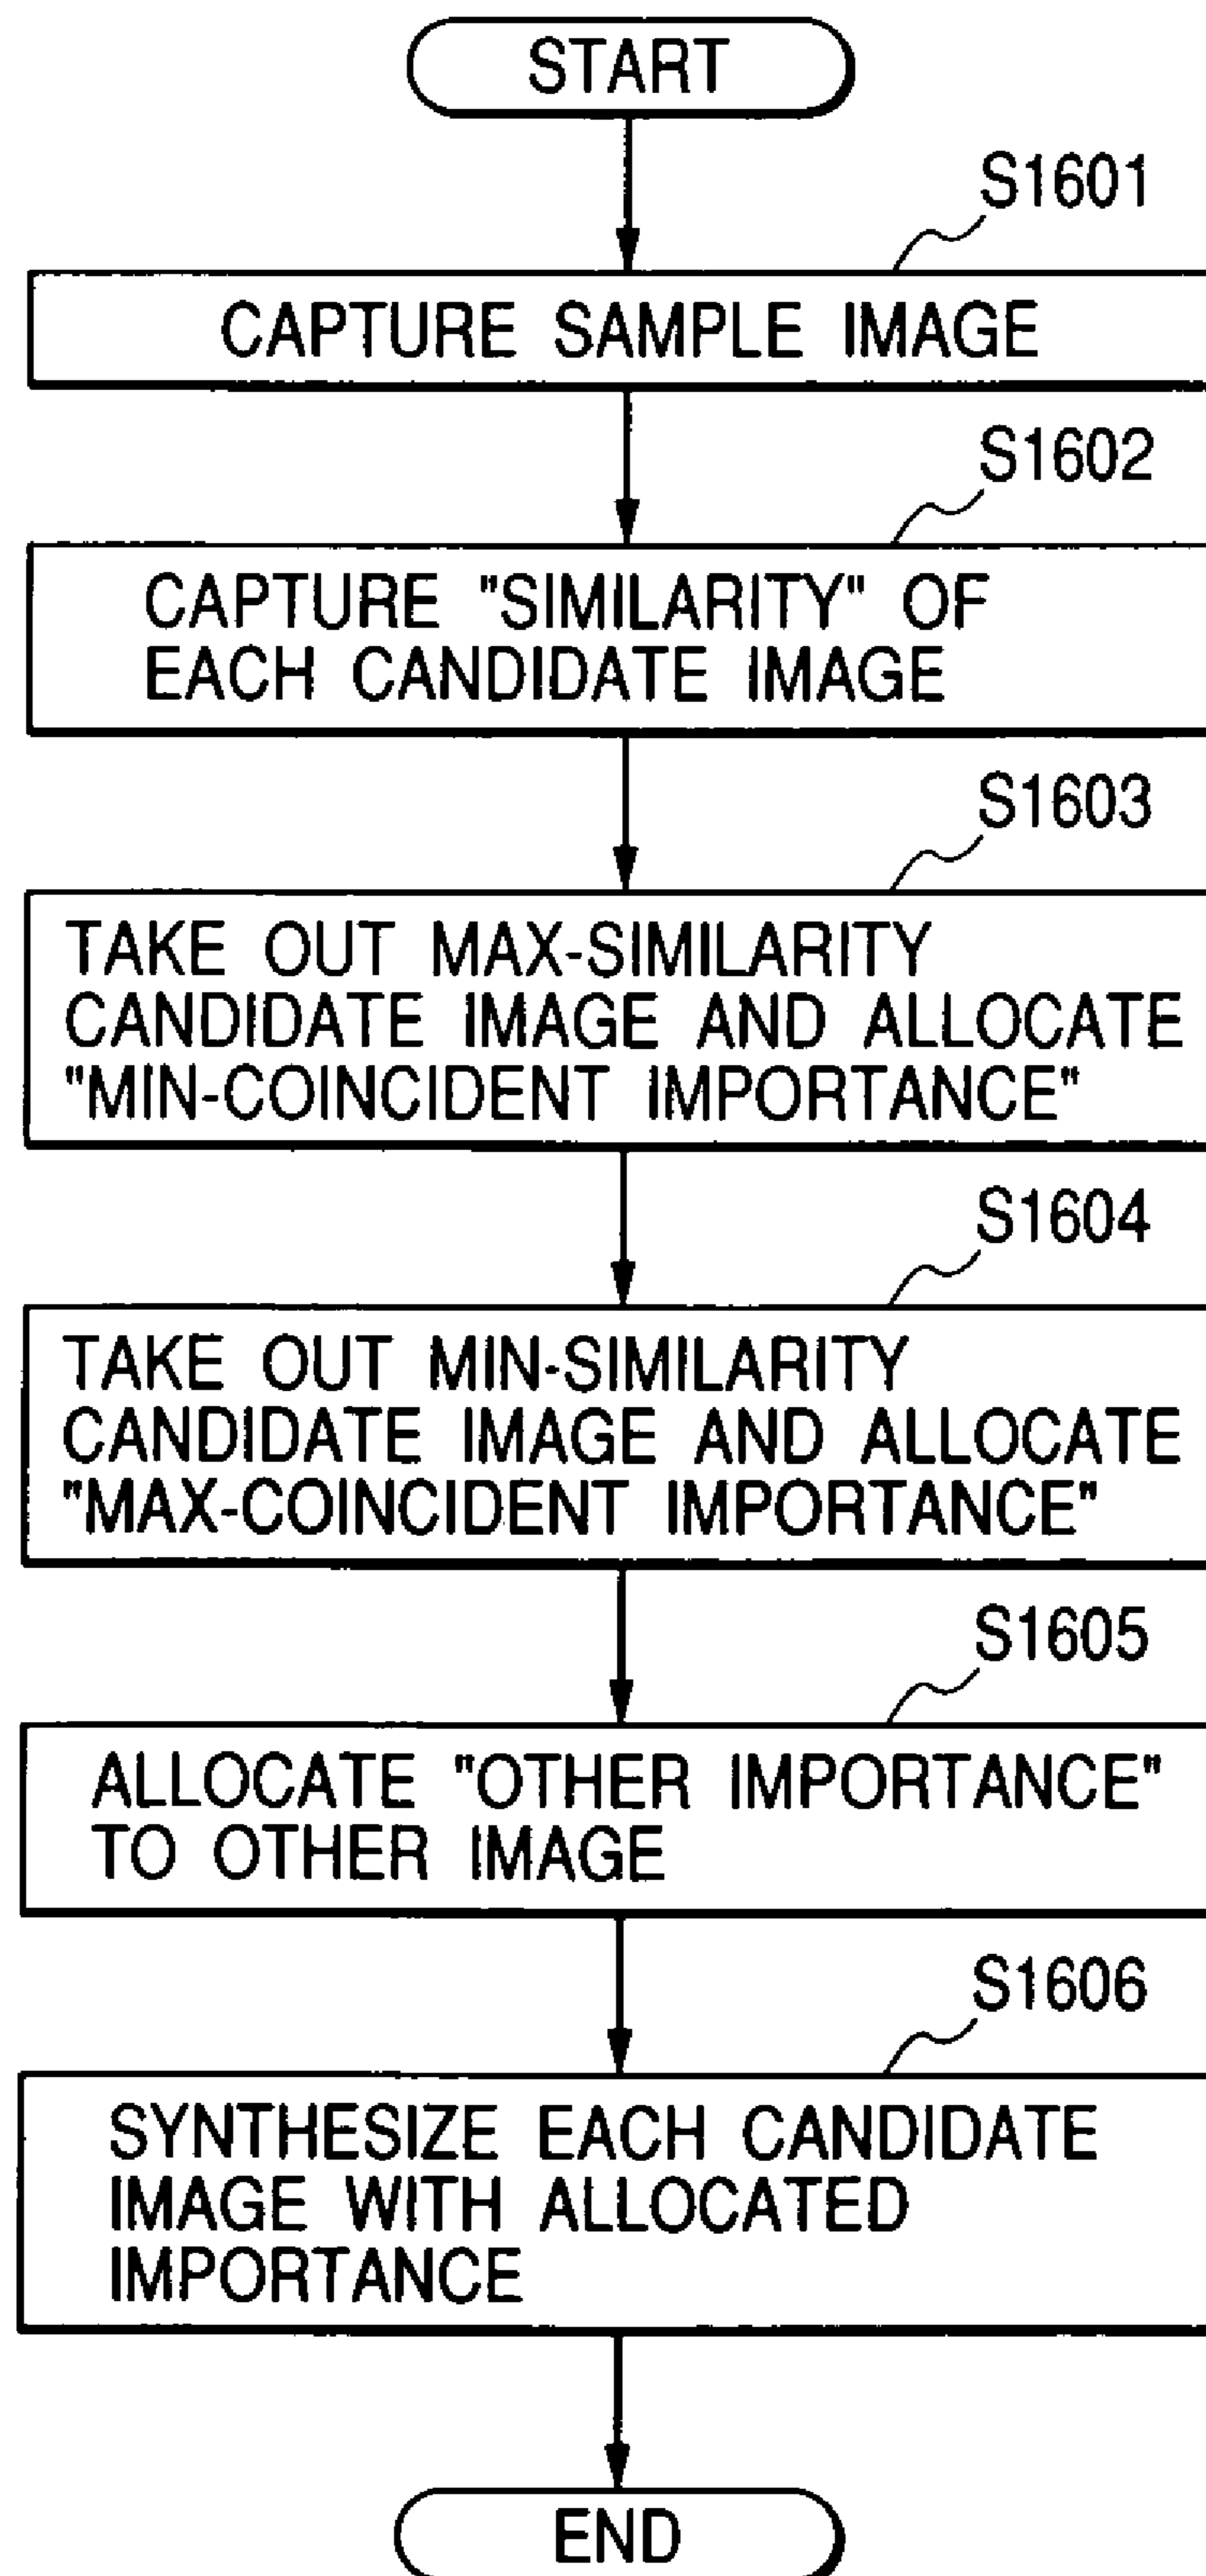 START
S1601
CAPTURE SAMPLE IMAGE
S1602
CAPTURE "SIMILARITY" OF
EACH CANDIDATE IMAGE
S1603
TAKE OUT MAX-SIMILARITY
CANDIDATE IMAGE AND ALLOCATE
"MIN-COINCIDENT IMPORTANCE"
S1604
TAKE OUT MIN-SIMILARITY
CANDIDATE IMAGE AND ALLOCATE
"MAX-COINCIDENT IMPORTANCE"
S1605
ALLOCATE "OTHER IMPORTANCE"
TO OTHER IMAGE
S1606
SYNTHESIZE EACH CANDIDATE
IMAGE WITH ALLOCATED
IMPORTANCE
END